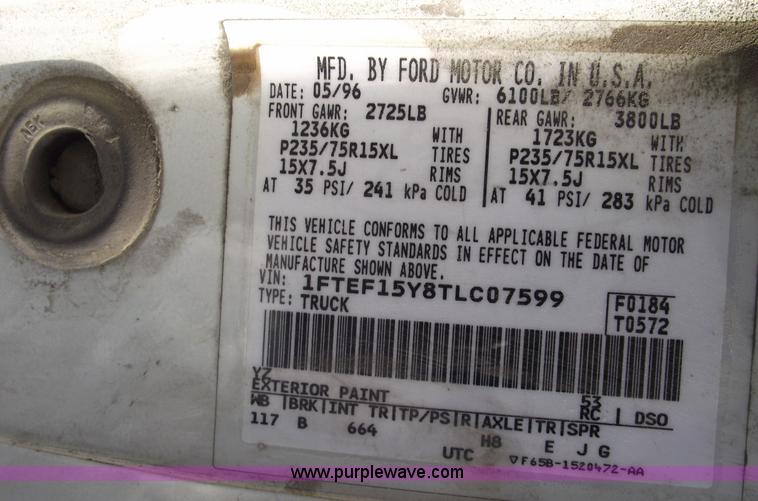 MFD. BY FORD MOTOR CO. IN U.S.A.
DATE: 05/96 GVWR: 6100LB/ 2766KG
FRONT GAWR: 2725LB REAR GAWR: 3800LB
1236KG WITH 1723KG WITH
P235/75R15XL TIRES P235/75R15XL TIRES
15X7.5J RIMS 15X7.5J RIMS
AT 35 PSI/ 241 kPa COLD AT 41 PSI/ 283 kPa COLD
THIS VEHICLE CONFORMS TO ALL APPLICABLE FEDERAL MOTOR
VEHICLE SAFETY STANDARDS IN EFFECT ON THE DATE OF
MANUFACTURE SHOWN ABOVE.
VIN: 1FTEF15Y8TLC07599 F0184
TYPE: TRUCK T0572
YZ
EXTERIOR PAINT 53 RC DSO
WB BRK INT TR TP/PS R AXLE TR SPR
117 B 664 H8 E J G
UTC ▽F65B-1520472-AA
www.purplewave.com